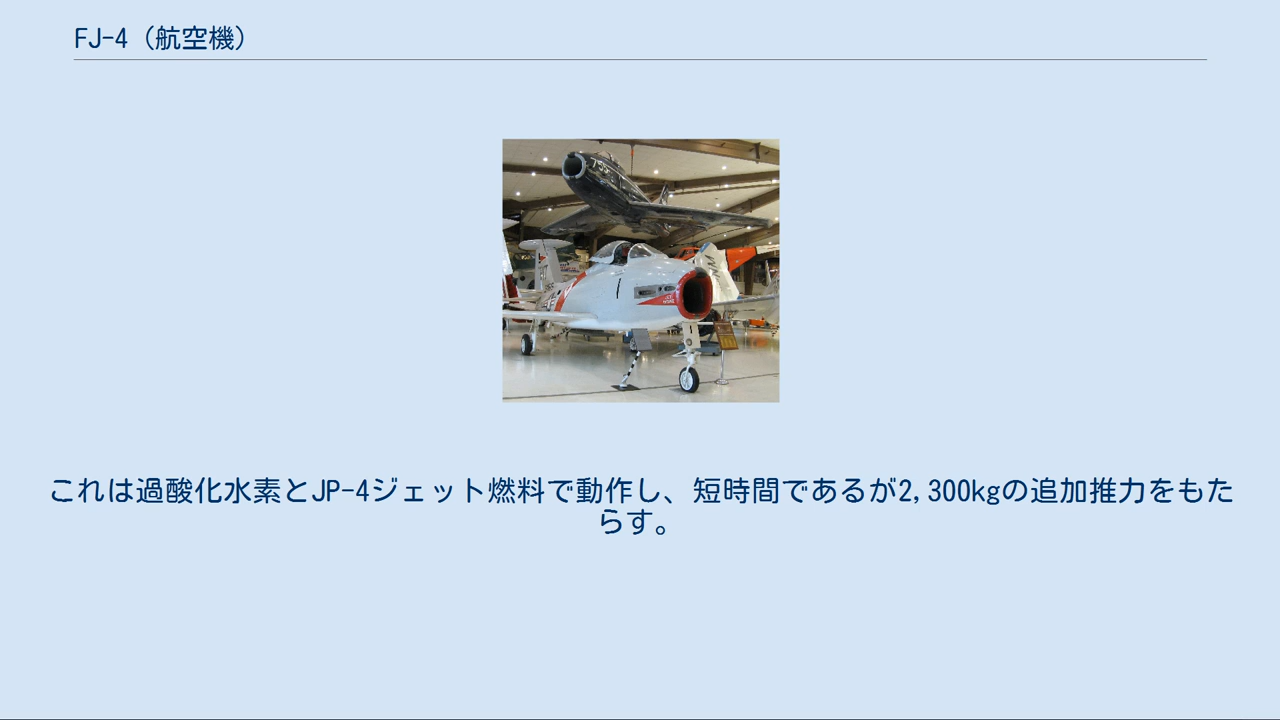 FJ-4（航空機）
これは過酸化水素とJP-4ジェット燃料で動作し、短時間であるが2,300kgの追加推力をもた
らす。